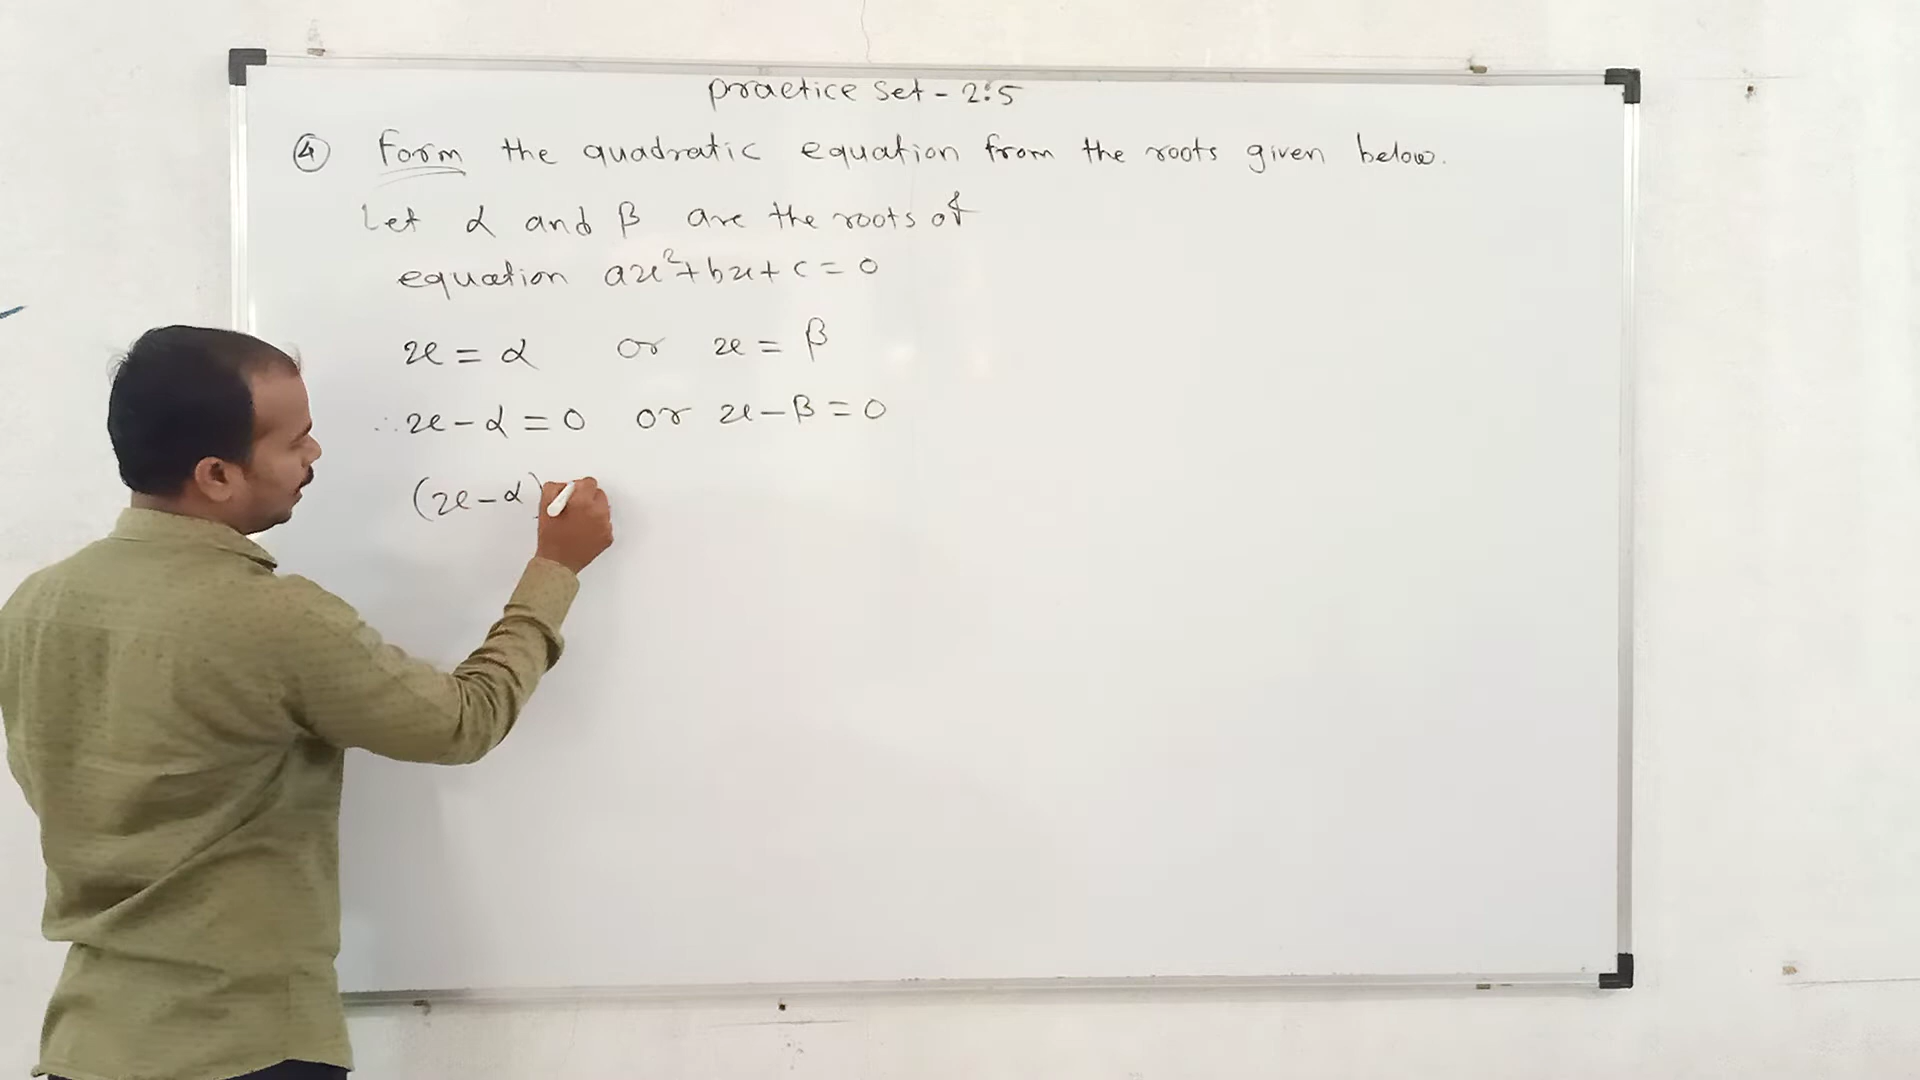 Practice Set - 2:5
④ Form the quadratic equation from the roots given below.
Let α and β are the roots of
equation ax²+bx+c=0
x = α or x = β
∴ x-α=0 or x-β=0
(x-α)